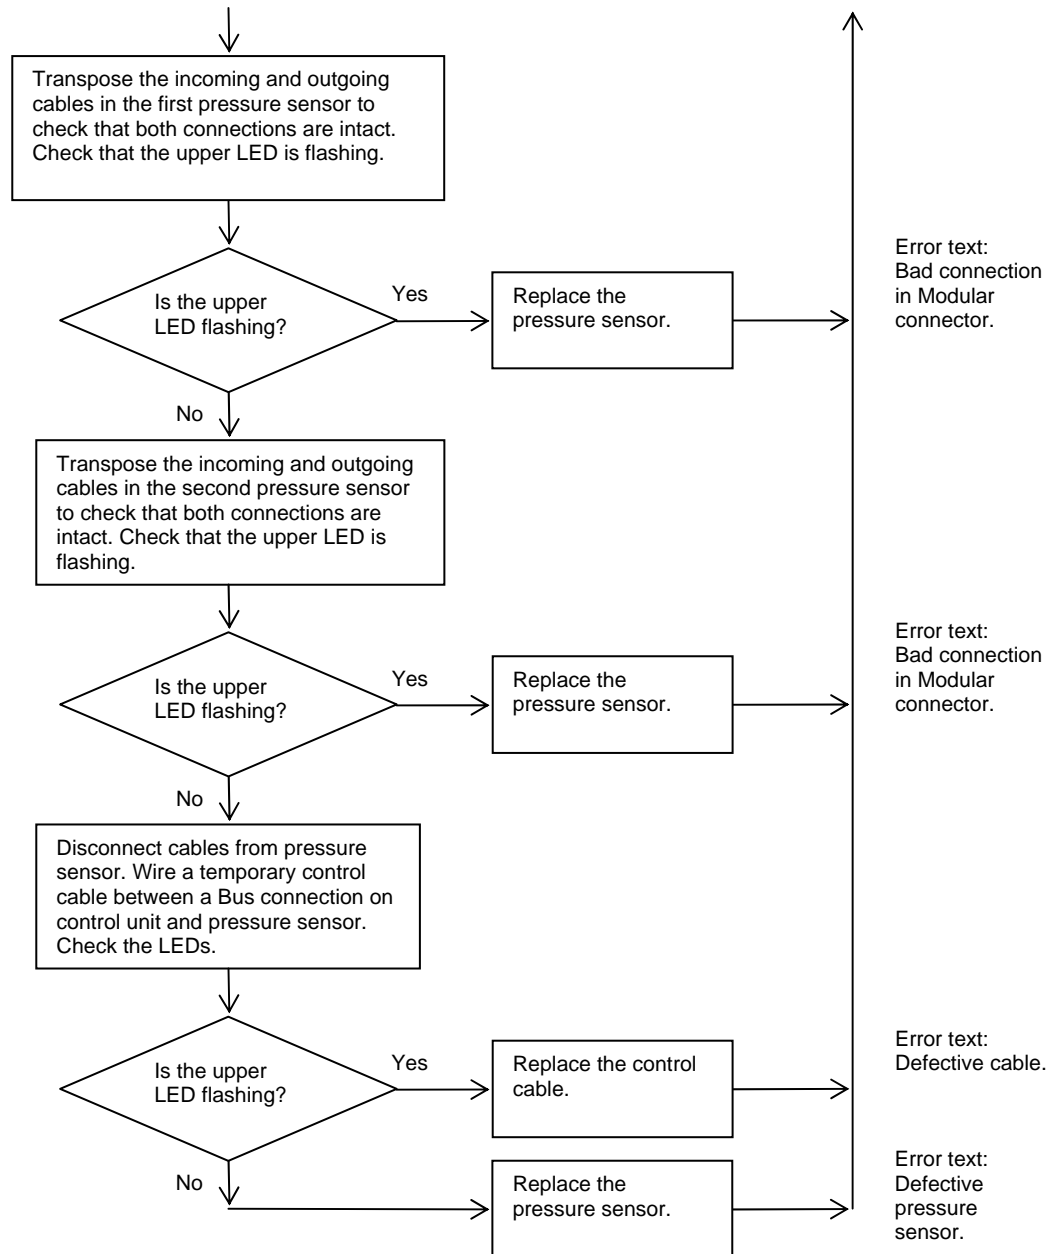 Transpose the incoming and outgoing
cables in the first pressure sensor to
check that both connections are intact.
Check that the upper LED is flashing.
Is the upper
LED flashing?
Yes
Replace the
pressure sensor.
Error text:
Bad connection
in Modular
connector.
No
Transpose the incoming and outgoing
cables in the second pressure sensor
to check that both connections are
intact. Check that the upper LED is
flashing.
Is the upper
LED flashing?
Yes
Replace the
pressure sensor.
Error text:
Bad connection
in Modular
connector.
No
Disconnect cables from pressure
sensor. Wire a temporary control
cable between a Bus connection on
control unit and pressure sensor.
Check the LEDs.
Is the upper
LED flashing?
Yes
Replace the control
cable.
Error text:
Defective cable.
No
Replace the
pressure sensor.
Error text:
Defective
pressure
sensor.